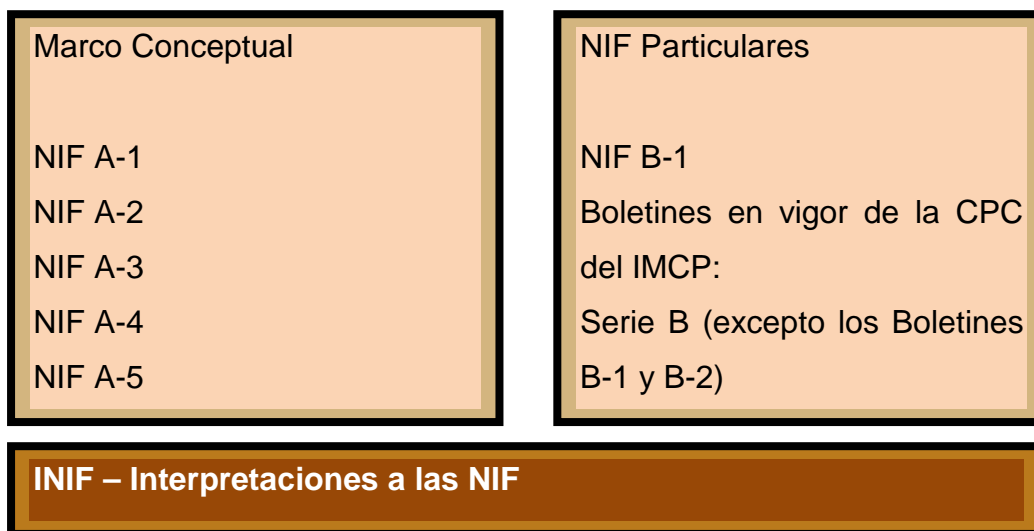 Marco Conceptual
NIF A-1
NIF A-2
NIF A-3
NIF A-4
NIF A-5
NIF Particulares
NIF B-1
Boletines en vigor de la CPC
del IMCP:
Serie B (excepto los Boletines
B-1 y B-2)
INIF – Interpretaciones a las NIF